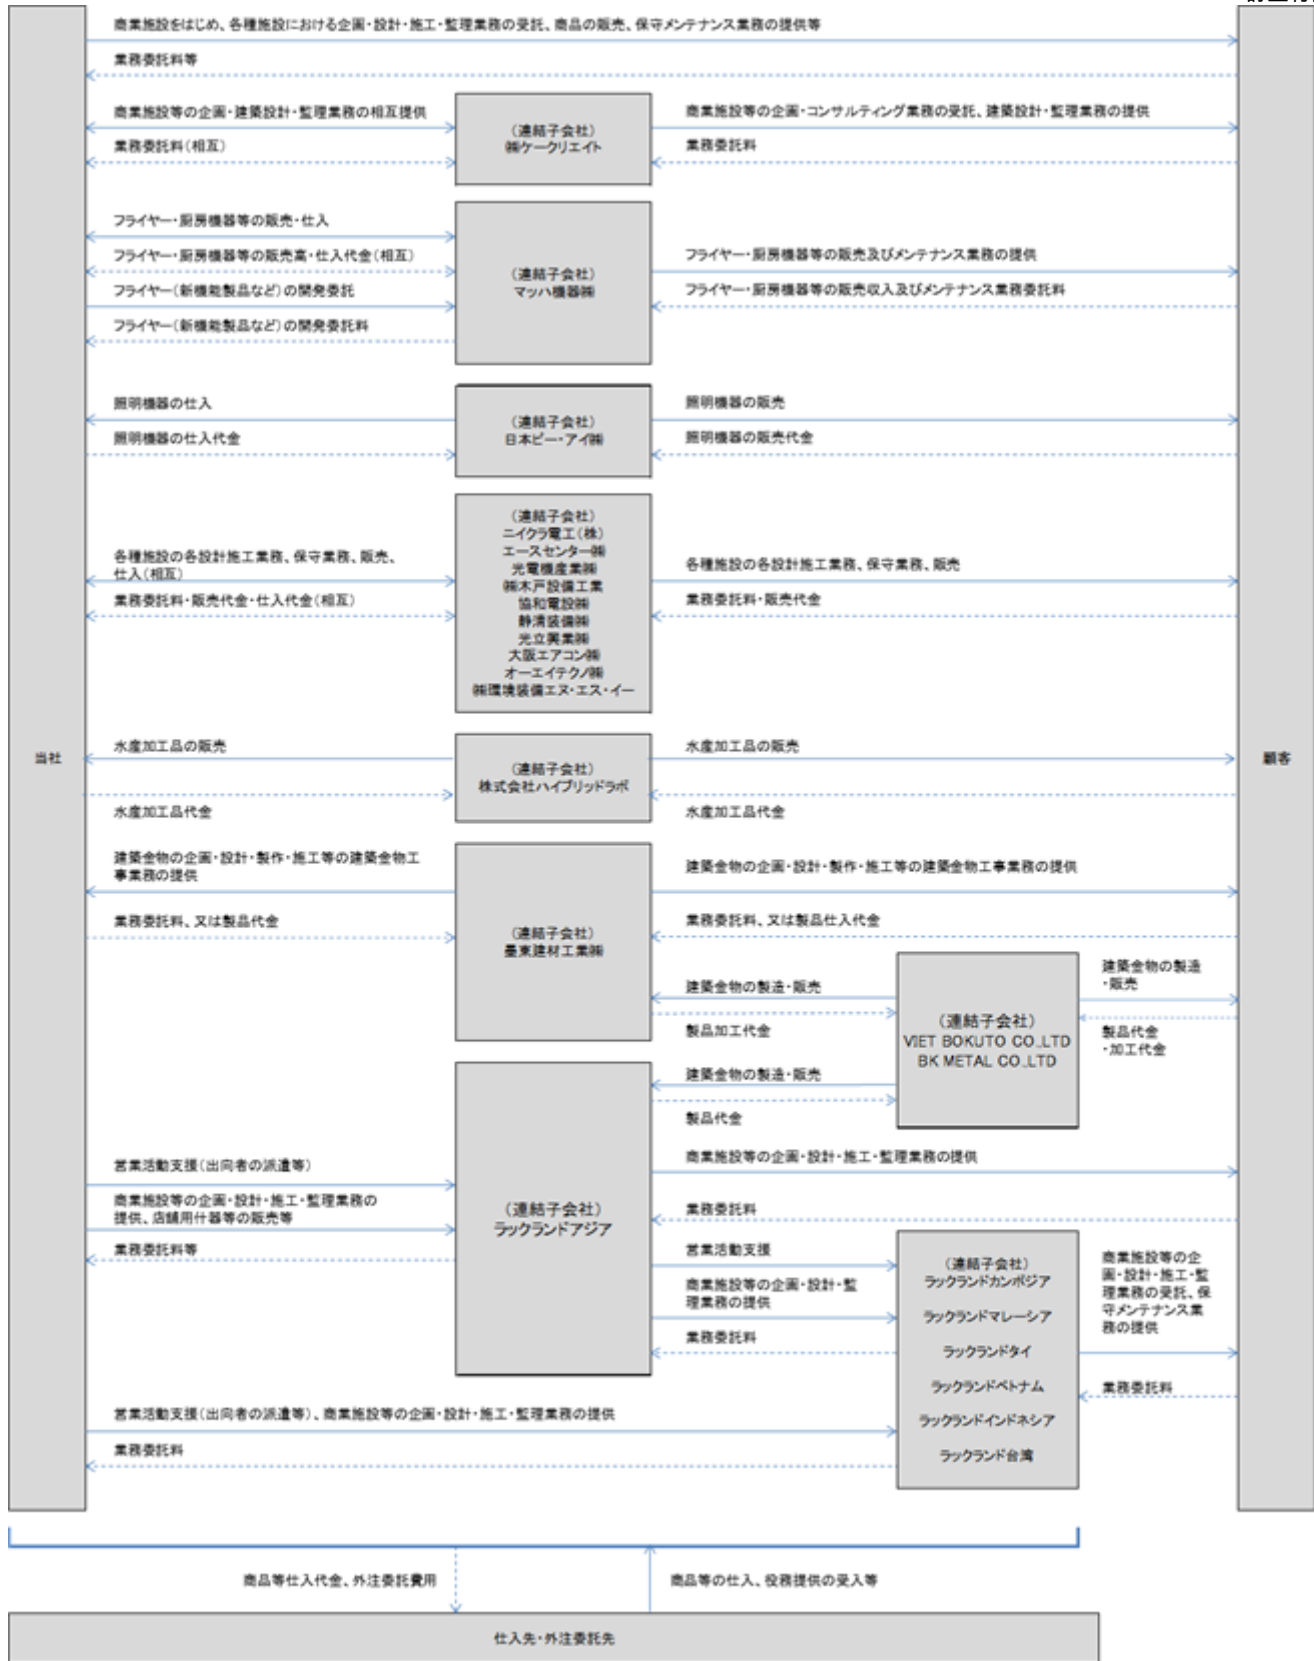 商業施設をはじめ、各種施設における企画・設計・施工・監理業務の受託、商品の販売、保守メンテナンス業務の提供等
業務委託料等
商業施設等の企画・建築設計・監理業務の相互提供
業務委託料(相互)
(連結子会社)
㈱ケークリエイト
商業施設等の企画・コンサルティング業務の受託、建築設計・監理業務の提供
業務委託料
フライヤー・厨房機器等の販売・仕入
フライヤー・厨房機器等の販売高・仕入代金(相互)
フライヤー(新機能製品など)の開発委託
フライヤー(新機能製品など)の開発委託料
(連結子会社)
マッハ機器㈱
フライヤー・厨房機器等の販売及びメンテナンス業務の提供
フライヤー・厨房機器等の販売収入及びメンテナンス業務委託料
照明機器の仕入
照明機器の仕入代金
(連結子会社)
日本ピー・アイ㈱
照明機器の販売
照明機器の販売代金
各種施設の各設計施工業務、保守業務、販売、
仕入(相互)
業務委託料・販売代金・仕入代金(相互)
(連結子会社)
ニイクラ電工(株)
エースセンター㈱
光電機産業㈱
㈱木戸設備工業
協和電設㈱
静清装備㈱
光立興業㈱
大阪エアコン㈱
オーエイテクノ㈱
㈱環境装備エヌ・エス・イー
各種施設の各設計施工業務、保守業務、販売
業務委託料・販売代金
当社
顧客
水産加工品の販売
水産加工品代金
(連結子会社)
株式会社ハイブリッドラボ
水産加工品の販売
水産加工品代金
建築金物の企画・設計・製作・施工等の建築金物工
事業務の提供
業務委託料、又は製品代金
(連結子会社)
墨東建材工業㈱
建築金物の企画・設計・製作・施工等の建築金物工事業務の提供
業務委託料、又は製品仕入代金
建築金物の製造・販売
製品加工代金
建築金物の製造・販売
製品代金
(連結子会社)
VIET BOKUTO CO.,LTD
BK METAL CO.,LTD
建築金物の製造
・販売
製品代金
・加工代金
営業活動支援(出向者の派遣等)
商業施設等の企画・設計・施工・監理業務の
提供、店舗用什器等の販売等
業務委託料等
(連結子会社)
ラックランドアジア
商業施設等の企画・設計・施工・監理業務の提供
業務委託料
営業活動支援
商業施設等の企画・設計・監
理業務の提供
業務委託料
(連結子会社)
ラックランドカンボジア
ラックランドマレーシア
ラックランドタイ
ラックランドベトナム
ラックランドインドネシア
ラックランド台湾
商業施設等の企
画・設計・施工・監
理業務の受託、保
守メンテナンス業
務の提供
業務委託料
営業活動支援(出向者の派遣等)、商業施設等の企画・設計・施工・監理業務の提供
業務委託料
商品等仕入代金、外注委託費用
商品等の仕入、役務提供の受入等
仕入先・外注委託先